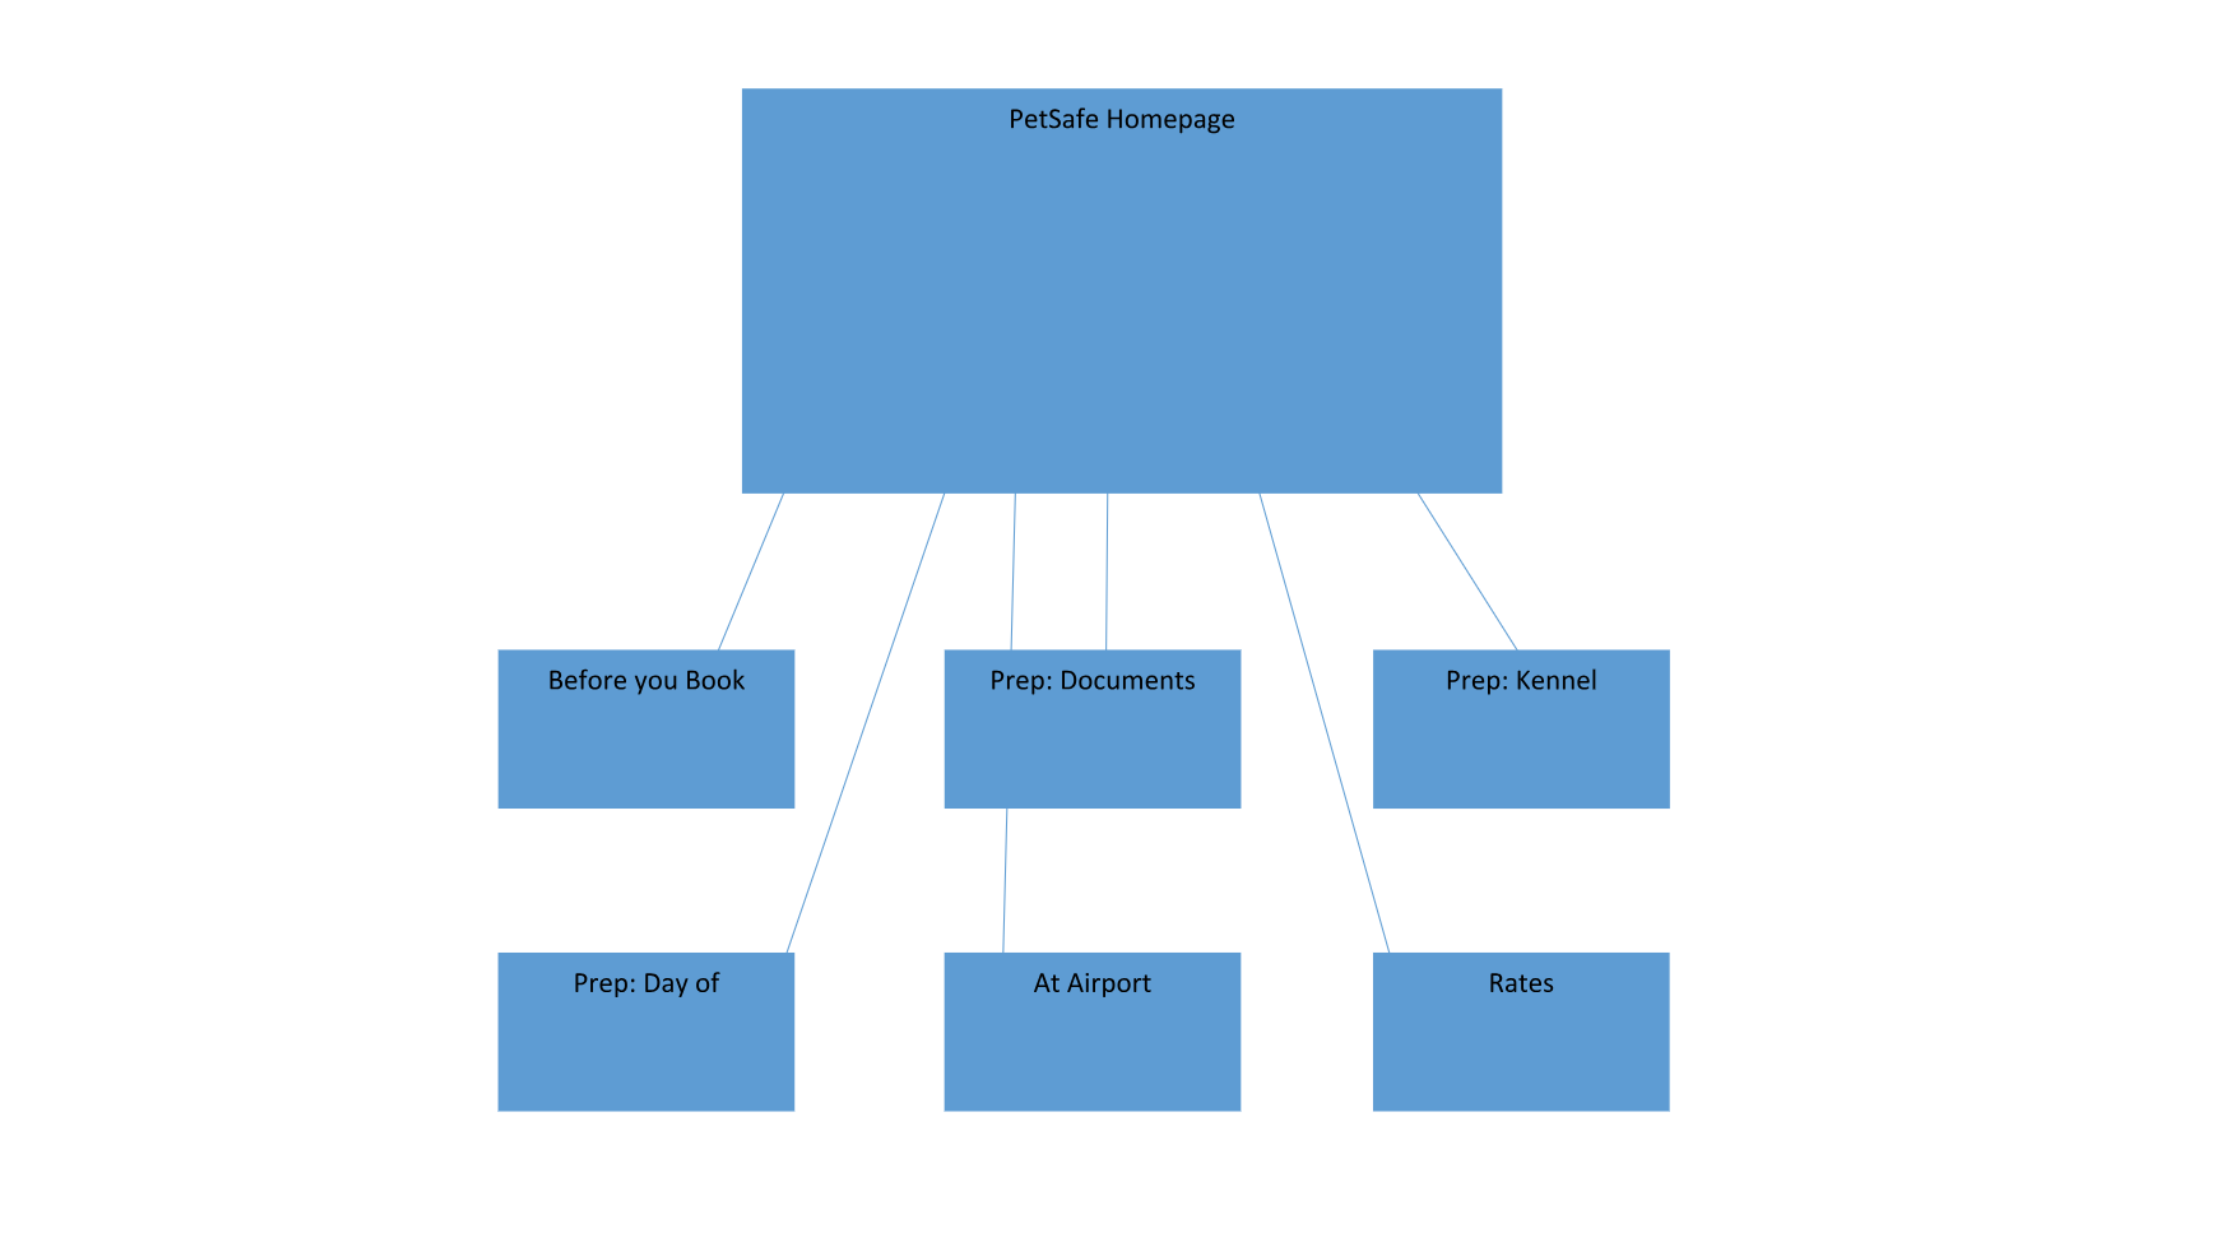 PetSafe Homepage
Before you Book
Prep: Documents
Prep: Kennel
Prep: Day of
At Airport
Rates